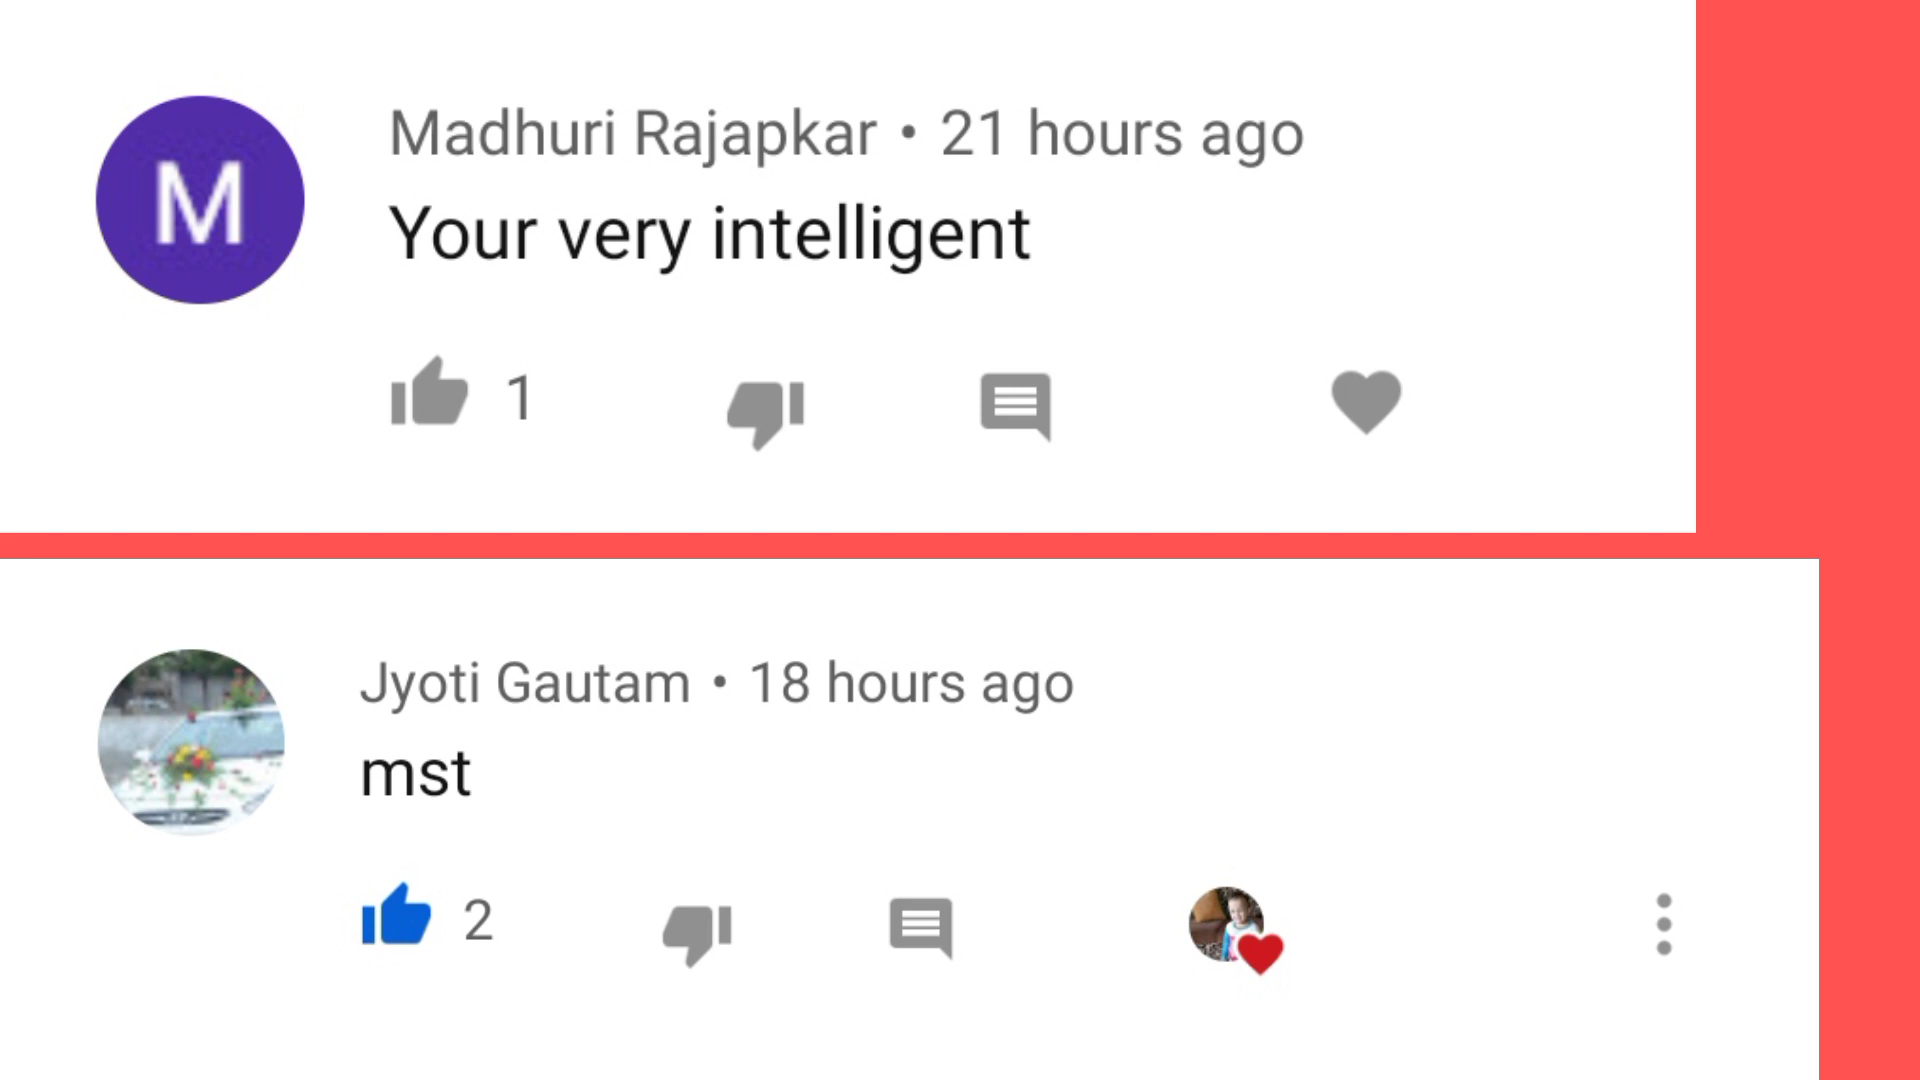 M
Madhuri Rajapkar • 21 hours ago
Your very intelligent
1
Jyoti Gautam • 18 hours ago
mst
2